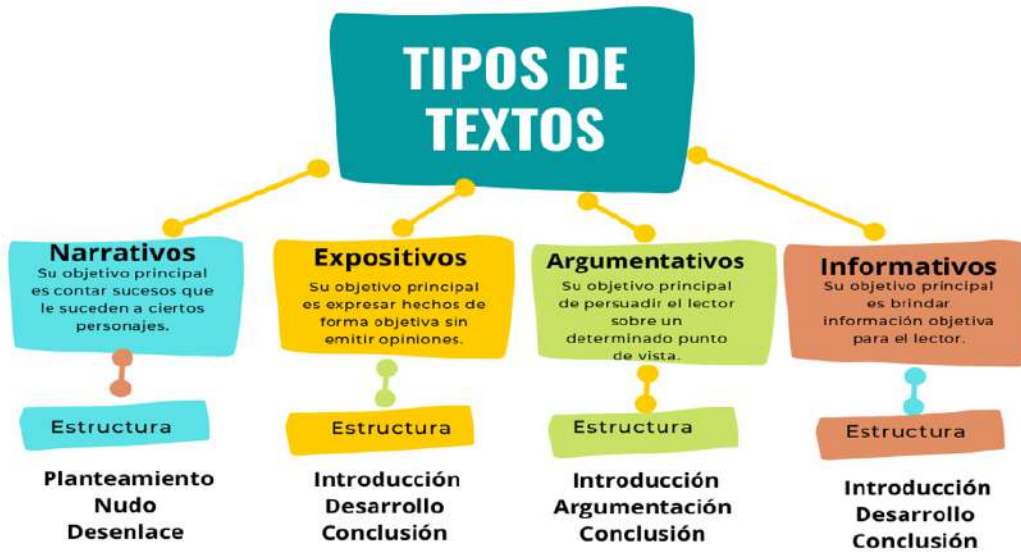 TIPOS DE
TEXTOS
Narrativos
Su objetivo principal
es contar sucesos que
le suceden a ciertos
personajes.
Estructura
Planteamiento
Nudo
Desenlace
Expositivos
Su objetivo principal
es expresar hechos de
forma objetiva sin
emitir opiniones.
Estructura
Introducción
Desarrollo
Conclusión
Argumentativos
Su objetivo principal
de persuadir el lector
sobre un
determinado punto
de vista.
Estructura
Introducción
Argumentación
Conclusión
Informativos
Su objetivo principal
es brindar
información objetiva
para el lector.
Estructura
Introducción
Desarrollo
Conclusión